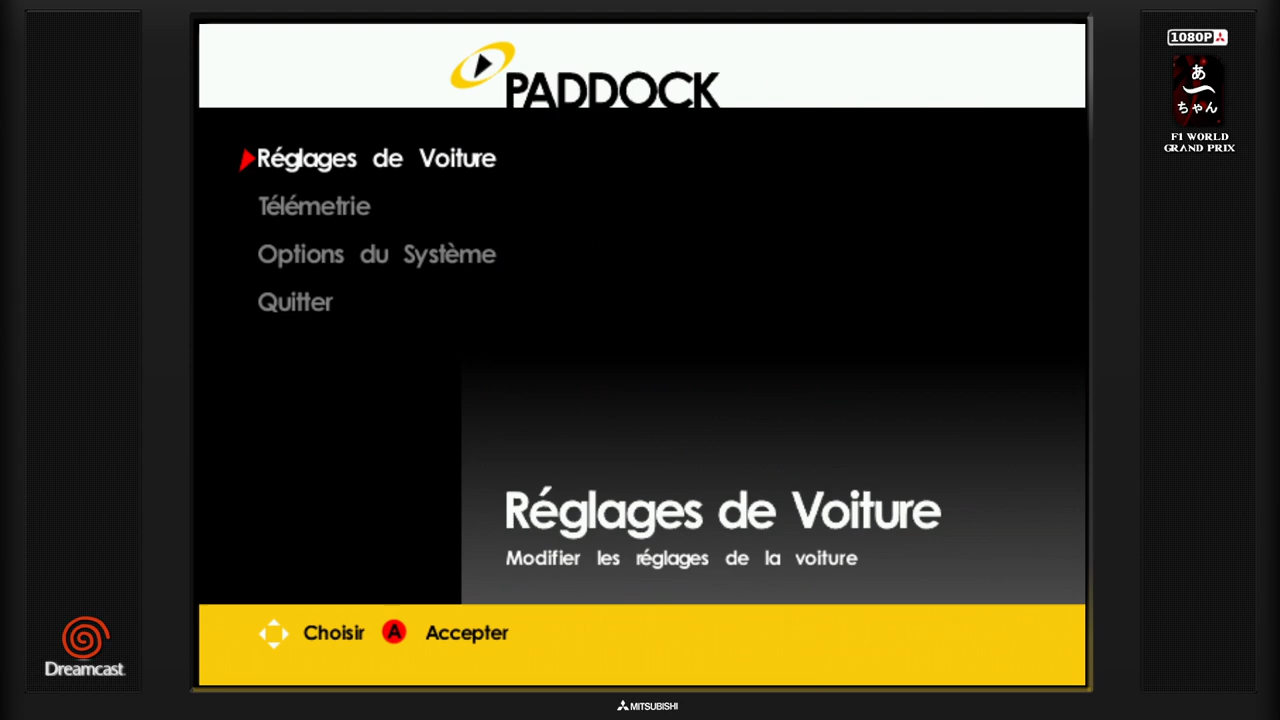 PADDOCK
Réglages de Voiture
Télémetrie
Options du Système
Quitter
Réglages de Voiture
Modifier les réglages de la voiture
Choisir A Accepter
1080P
あ
ー
ちゃん
F1 WORLD
GRAND PRIX
Dreamcast
MITSUBISHI